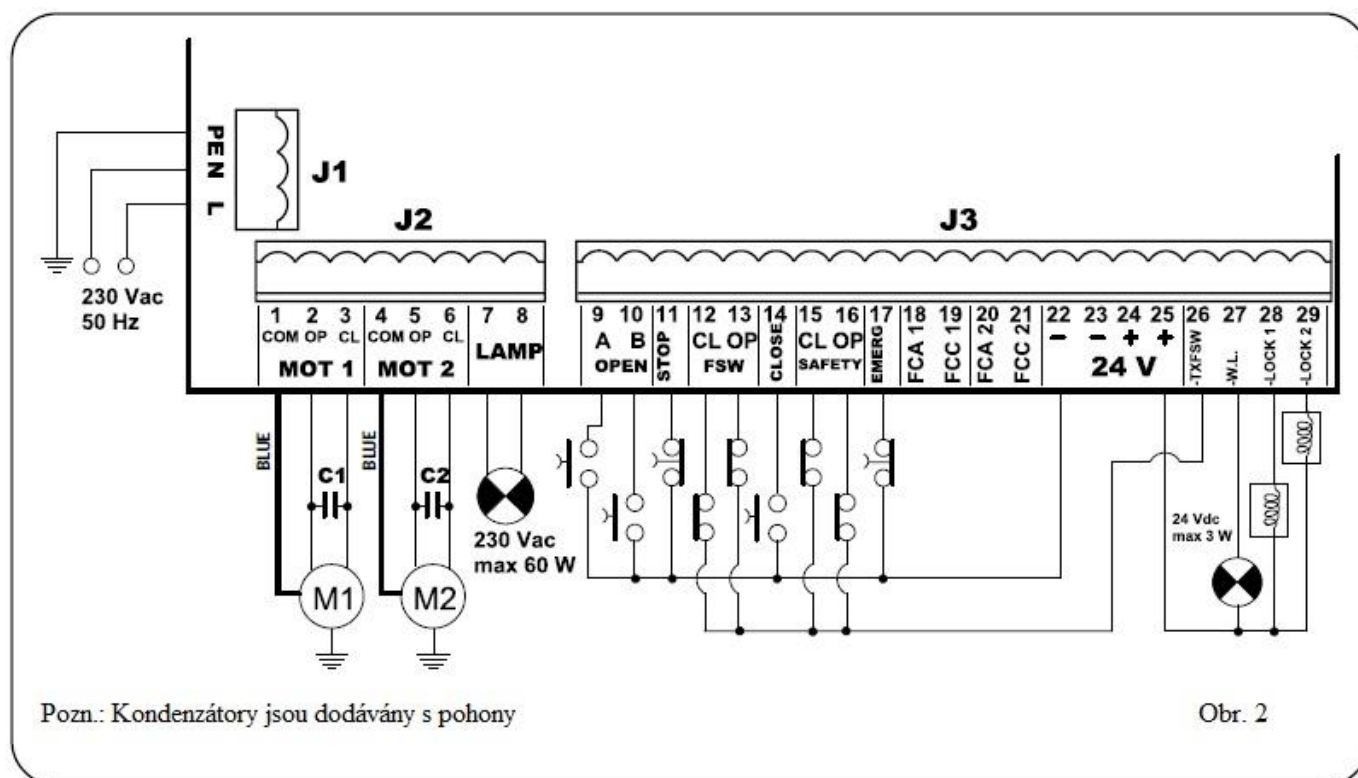 PE N L
J1
J2
J3
230 Vac
50 Hz
1 2 3 4 5 6 7 8
COM OP CL COM OP CL
MOT 1 MOT 2 LAMP
9 10 11 12 13 14 15 16 17 18 19 20 21 22 23 24 25 26 27 28 29
A B STOP CL OP CLOSE CL OP EMERG FCA FCC FCA FCC - - + + -TXFSW -W.L. -LOCK 1 -LOCK 2
OPEN FSW SAFETY 24 V
BLUE BLUE
C1 C2
230 Vac
max 60 W
24 Vdc
max 3 W
M1 M2
Pozn.: Kondenzátory jsou dodávány s pohony
Obr. 2